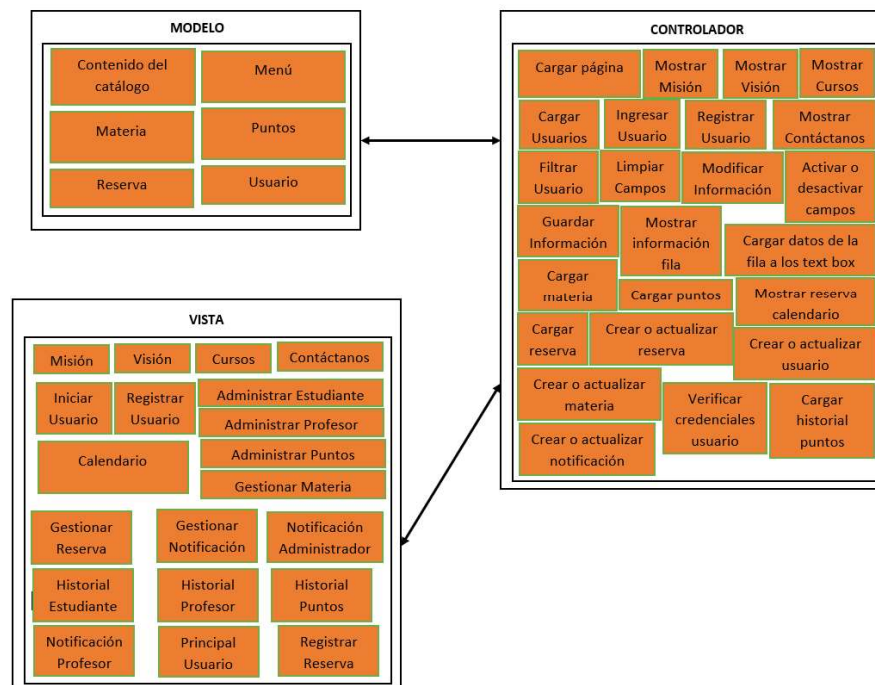 MODELO
Contenido del
catálogo
Menú
Materia
Puntos
Reserva
Usuario
CONTROLADOR
Cargar página
Mostrar
Misión
Mostrar
Visión
Mostrar
Cursos
Cargar
Usuarios
Ingresar
Usuario
Registrar
Usuario
Mostrar
Contáctanos
Filtrar
Usuario
Limpiar
Campos
Modificar
Información
Activar o
desactivar
campos
Guardar
Información
Mostrar
información
fila
Cargar datos de la
fila a los text box
Cargar
materia
Cargar puntos
Mostrar reserva
calendario
Cargar
reserva
Crear o actualizar
reserva
Crear o actualizar
usuario
Crear o actualizar
materia
Verificar
credenciales
usuario
Cargar
historial
puntos
Crear o actualizar
notificación
VISTA
Misión
Visión
Cursos
Contáctanos
Iniciar
Usuario
Registrar
Usuario
Administrar Estudiante
Administrar Profesor
Calendario
Administrar Puntos
Gestionar Materia
Gestionar
Reserva
Gestionar
Notificación
Notificación
Administrador
Historial
Estudiante
Historial
Profesor
Historial
Puntos
Notificación
Profesor
Principal
Usuario
Registrar
Reserva